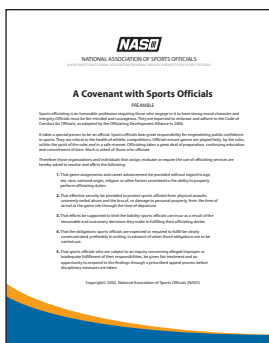 NASO
NATIONAL ASSOCIATION OF SPORTS OFFICIALS
A Covenant with Sports Officials
PREAMBLE
Sports officiating is an honorable profession requiring those who engage in it to have strong moral character and
integrity. Officials must be fair-minded and courageous. They are expected to embrace and adhere to the Code of
Conduct for Officials, as adopted by the Officiating Development Alliance in 2004.
It takes a special person to be an official. Sports officials bear great responsibility for engendering public confidence
in sports. They are critical to the health of athletic competitions. Officials ensure games are played fairly, by the rules,
within the spirit of the rules and in a safe manner. Officiating takes a great deal of preparation, continuing education
and commitment of time. Much is asked of those who officiate.
Therefore those organizations and individuals that assign, evaluate or require the use of officiating services are
hereby asked to resolve and affirm the following:
1. That game assignments and career advancement be provided without regard to age,
sex, race, national origin, religion or other factors unrelated to the ability to properly
perform officiating duties.
2. That effective security be provided to protect sports officials from physical assaults,
unseemly verbal abuse and the loss of, or damage to personal property, from the time of
arrival at the game site through the time of departure.
3. That efforts be supported to limit the liability sports officials can incur as a result of the
reasonable and customary decisions they make in fulfilling their officiating duties.
4. That the obligations sports officials are expected or required to fulfill be clearly
communicated, preferably in writing, in advance of when those obligations are to be
carried out.
5. That sports officials who are subject to an inquiry concerning alleged improper or
inadequate fulfillment of their responsibilities, be given fair treatment and an
opportunity to respond to the findings through a prescribed appeal process before
disciplinary measures are taken.
Copyright© 2002, National Association of Sports Officials (NASO)